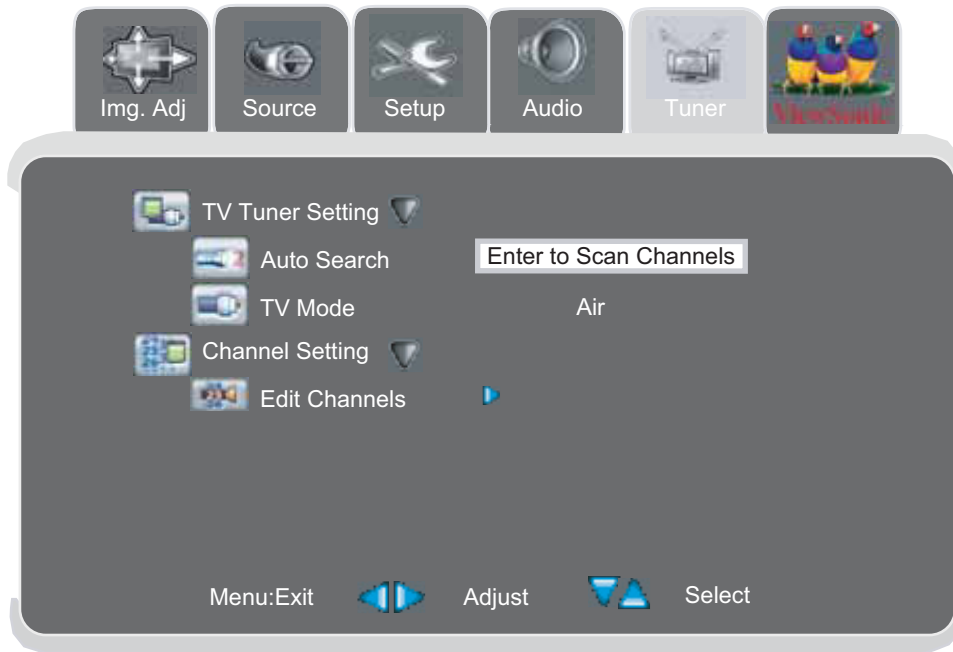 Img. Adj
Source
Setup
Audio
Tuner
ViewSonic
TV Tuner Setting
Auto Search
Enter to Scan Channels
TV Mode
Air
Channel Setting
Edit Channels
Menu:Exit
Adjust
Select